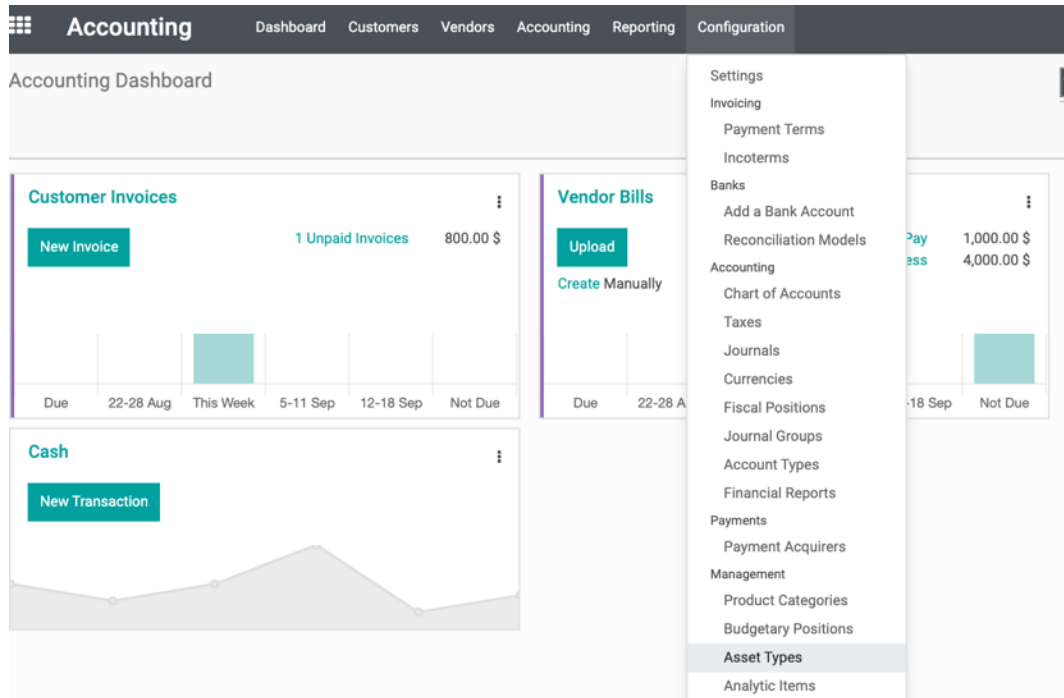 Accounting
Dashboard Customers Vendors Accounting Reporting Configuration
Accounting Dashboard
Customer Invoices
New Invoice
1 Unpaid Invoices 800.00 $
Due 22-28 Aug This Week 5-11 Sep 12-18 Sep Not Due
Vendor Bills
Upload
Create Manually
Pay 1,000.00 $
ess 4,000.00 $
Due 22-28 A -18 Sep Not Due
Cash
New Transaction
Settings
Invoicing
Payment Terms
Incoterms
Banks
Add a Bank Account
Reconciliation Models
Accounting
Chart of Accounts
Taxes
Journals
Currencies
Fiscal Positions
Journal Groups
Account Types
Financial Reports
Payments
Payment Acquirers
Management
Product Categories
Budgetary Positions
Asset Types
Analytic Items